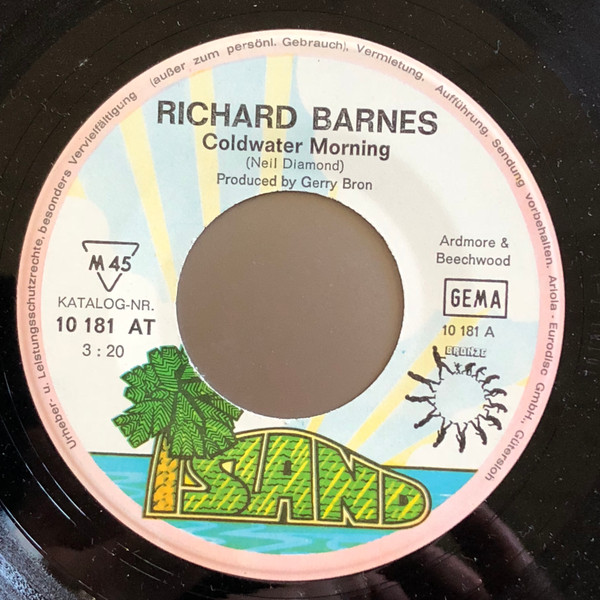 Urheber- u. Leistungsschutzrechte, besonders Vervielfältigung (außer zum persönl. Gebrauch), Vermietung, Aufführung, Sendung vorbehalten. Ariola - Eurodisc GmbH., Gütersloh
RICHARD BARNES
Coldwater Morning
(Neil Diamond)
Produced by Gerry Bron
M 45
KATALOG-NR.
10 181 AT
3 : 20
Ardmore &
Beechwood
GEMA
10 181 A
BRONZE
ISLAND